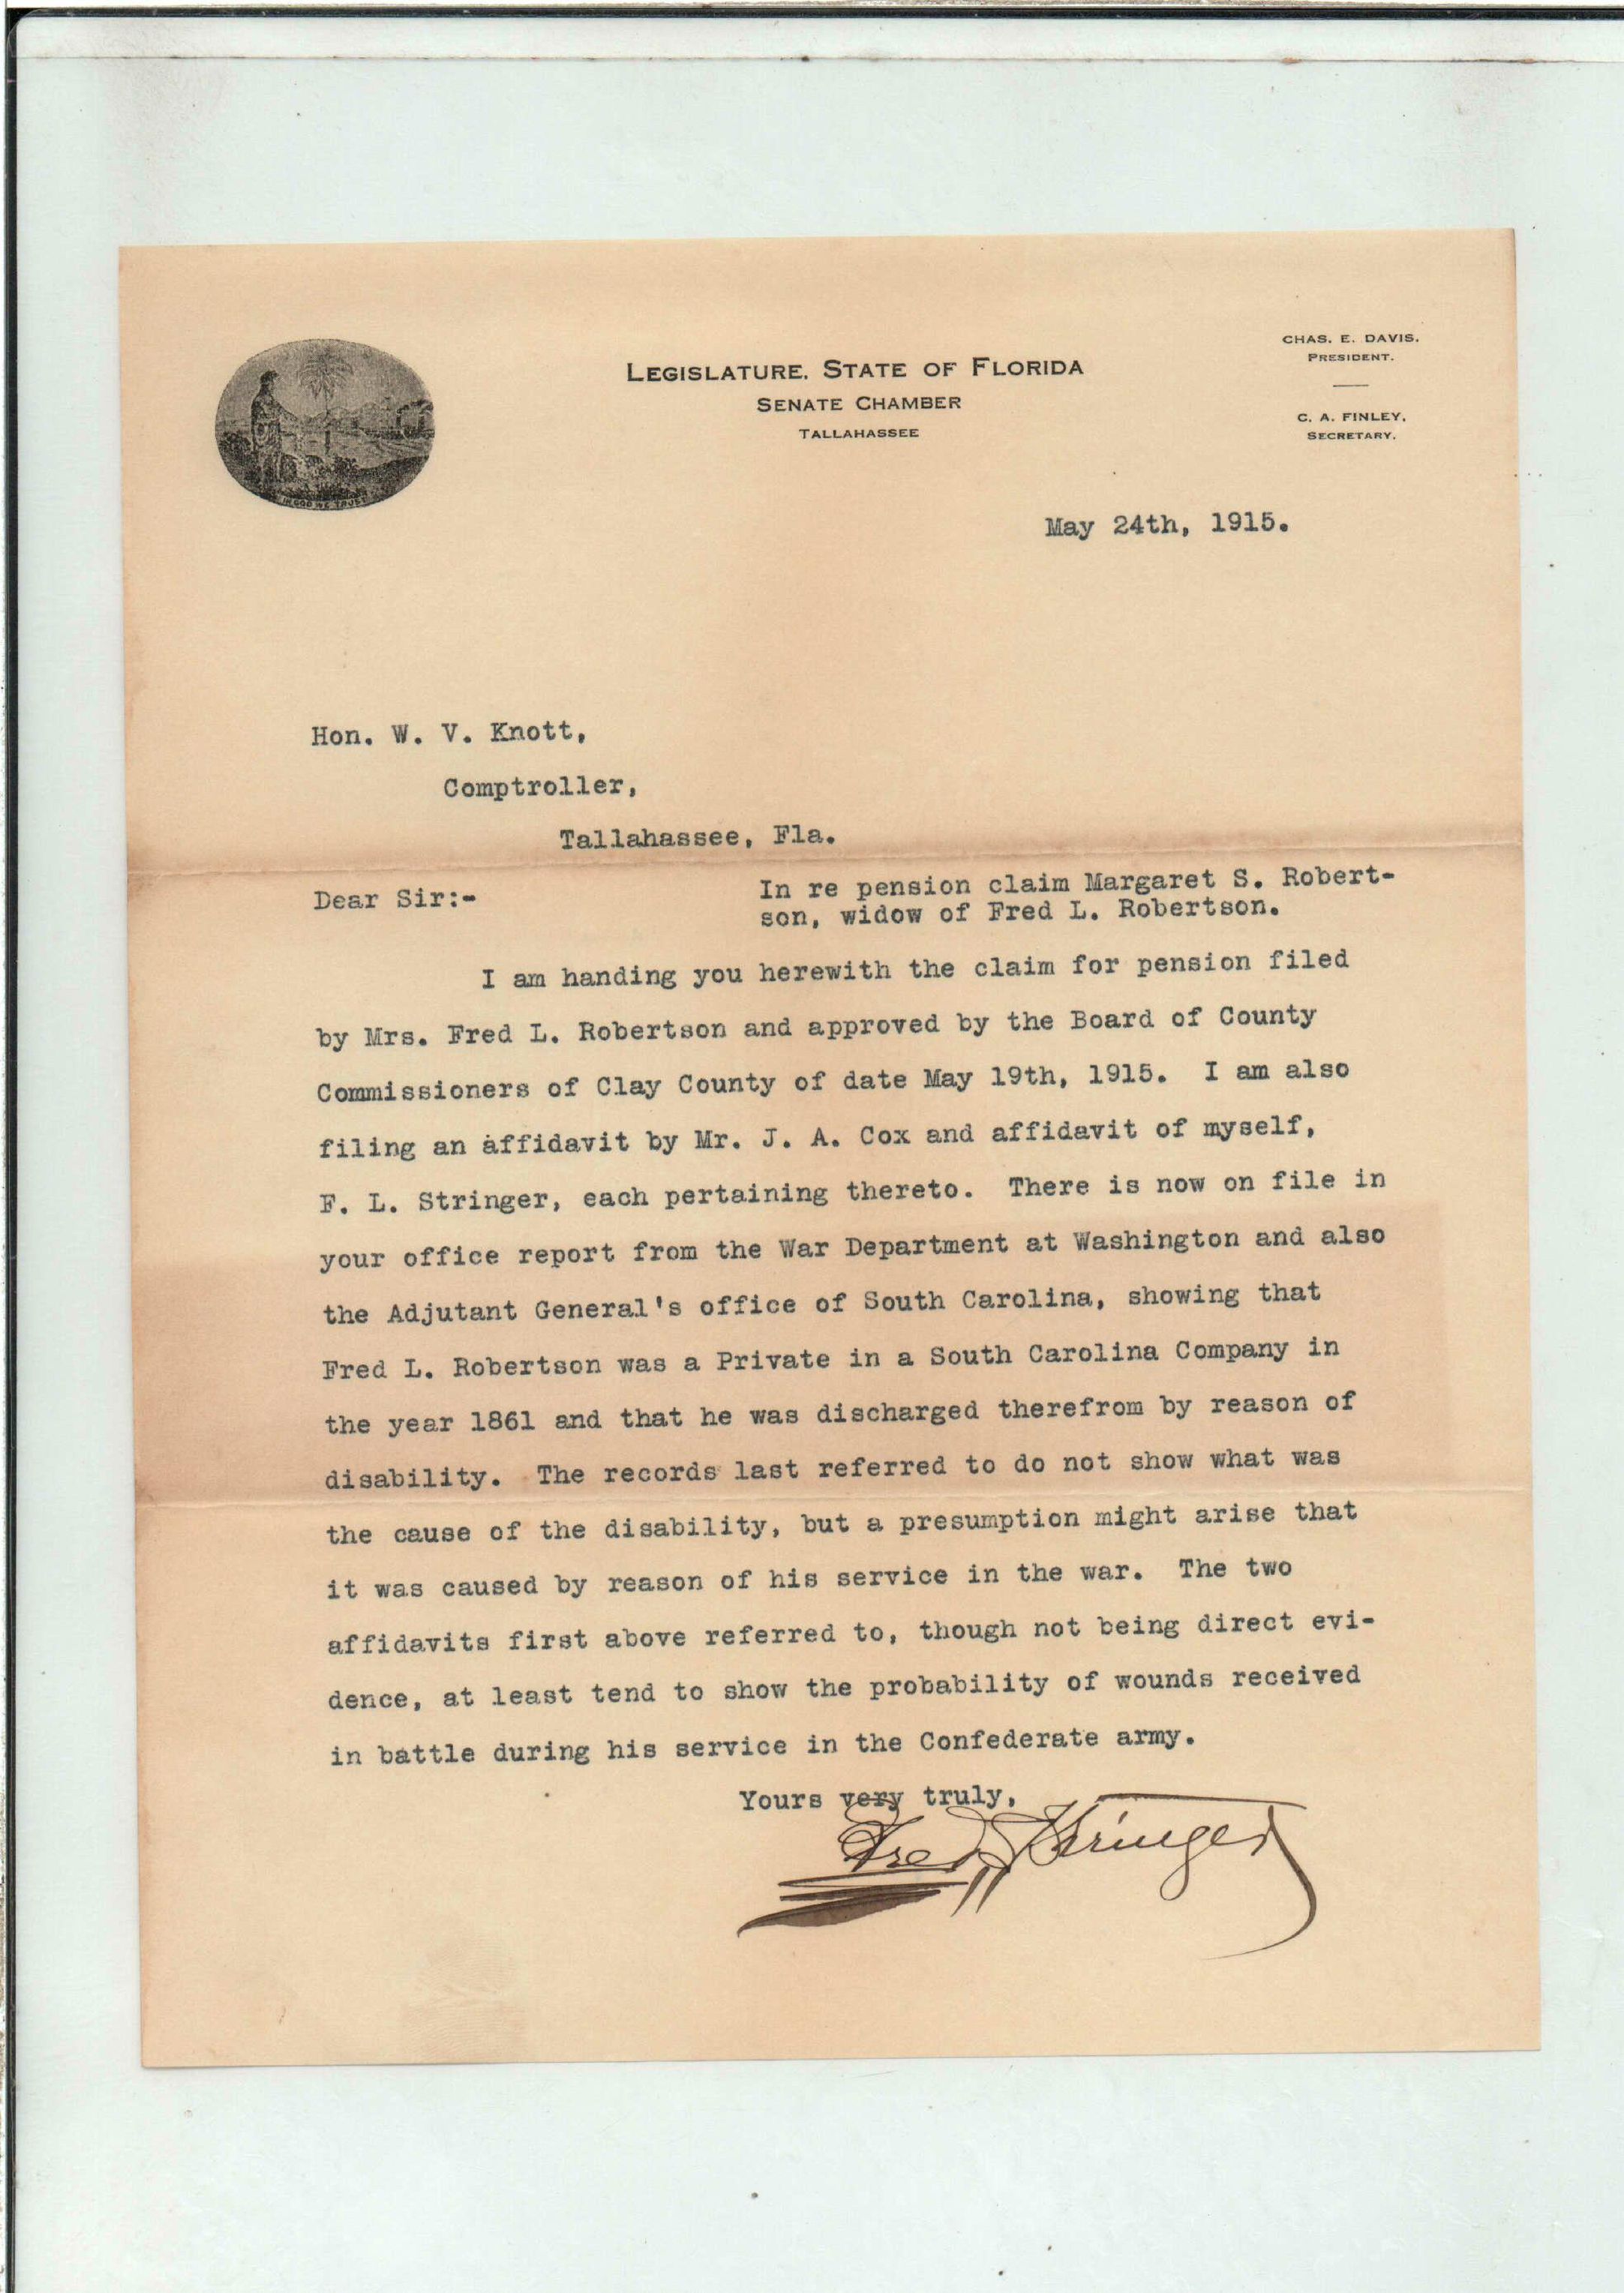 IN GOD WE TRUST
LEGISLATURE. STATE OF FLORIDA
SENATE CHAMBER
TALLAHASSEE
CHAS. E. DAVIS.
PRESIDENT.
C. A. FINLEY,
SECRETARY.
May 24th, 1915.
Hon. W. V. Knott,
Comptroller,
Tallahassee, Fla.
Dear Sir:-
In re pension claim Margaret S. Robert-
son, widow of Fred L. Robertson.
I am handing you herewith the claim for pension filed
by Mrs. Fred L. Robertson and approved by the Board of County
Commissioners of Clay County of date May 19th, 1915. I am also
filing an affidavit by Mr. J. A. Cox and affidavit of myself,
F. L. Stringer, each pertaining thereto. There is now on file in
your office report from the War Department at Washington and also
the Adjutant General's office of South Carolina, showing that
Fred L. Robertson was a Private in a South Carolina Company in
the year 1861 and that he was discharged therefrom by reason of
disability. The records last referred to do not show what was
the cause of the disability, but a presumption might arise that
it was caused by reason of his service in the war. The two
affidavits first above referred to, though not being direct evi-
dence, at least tend to show the probability of wounds received
in battle during his service in the Confederate army.
Yours very truly,
Fred L Stringer